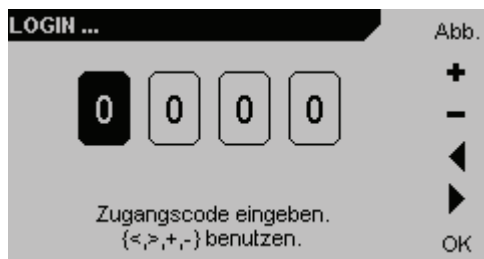 LOGIN ...
Abb.
+
0 0 0 0
-
Zugangscode eingeben.
{<,>,+,-} benutzen.
OK